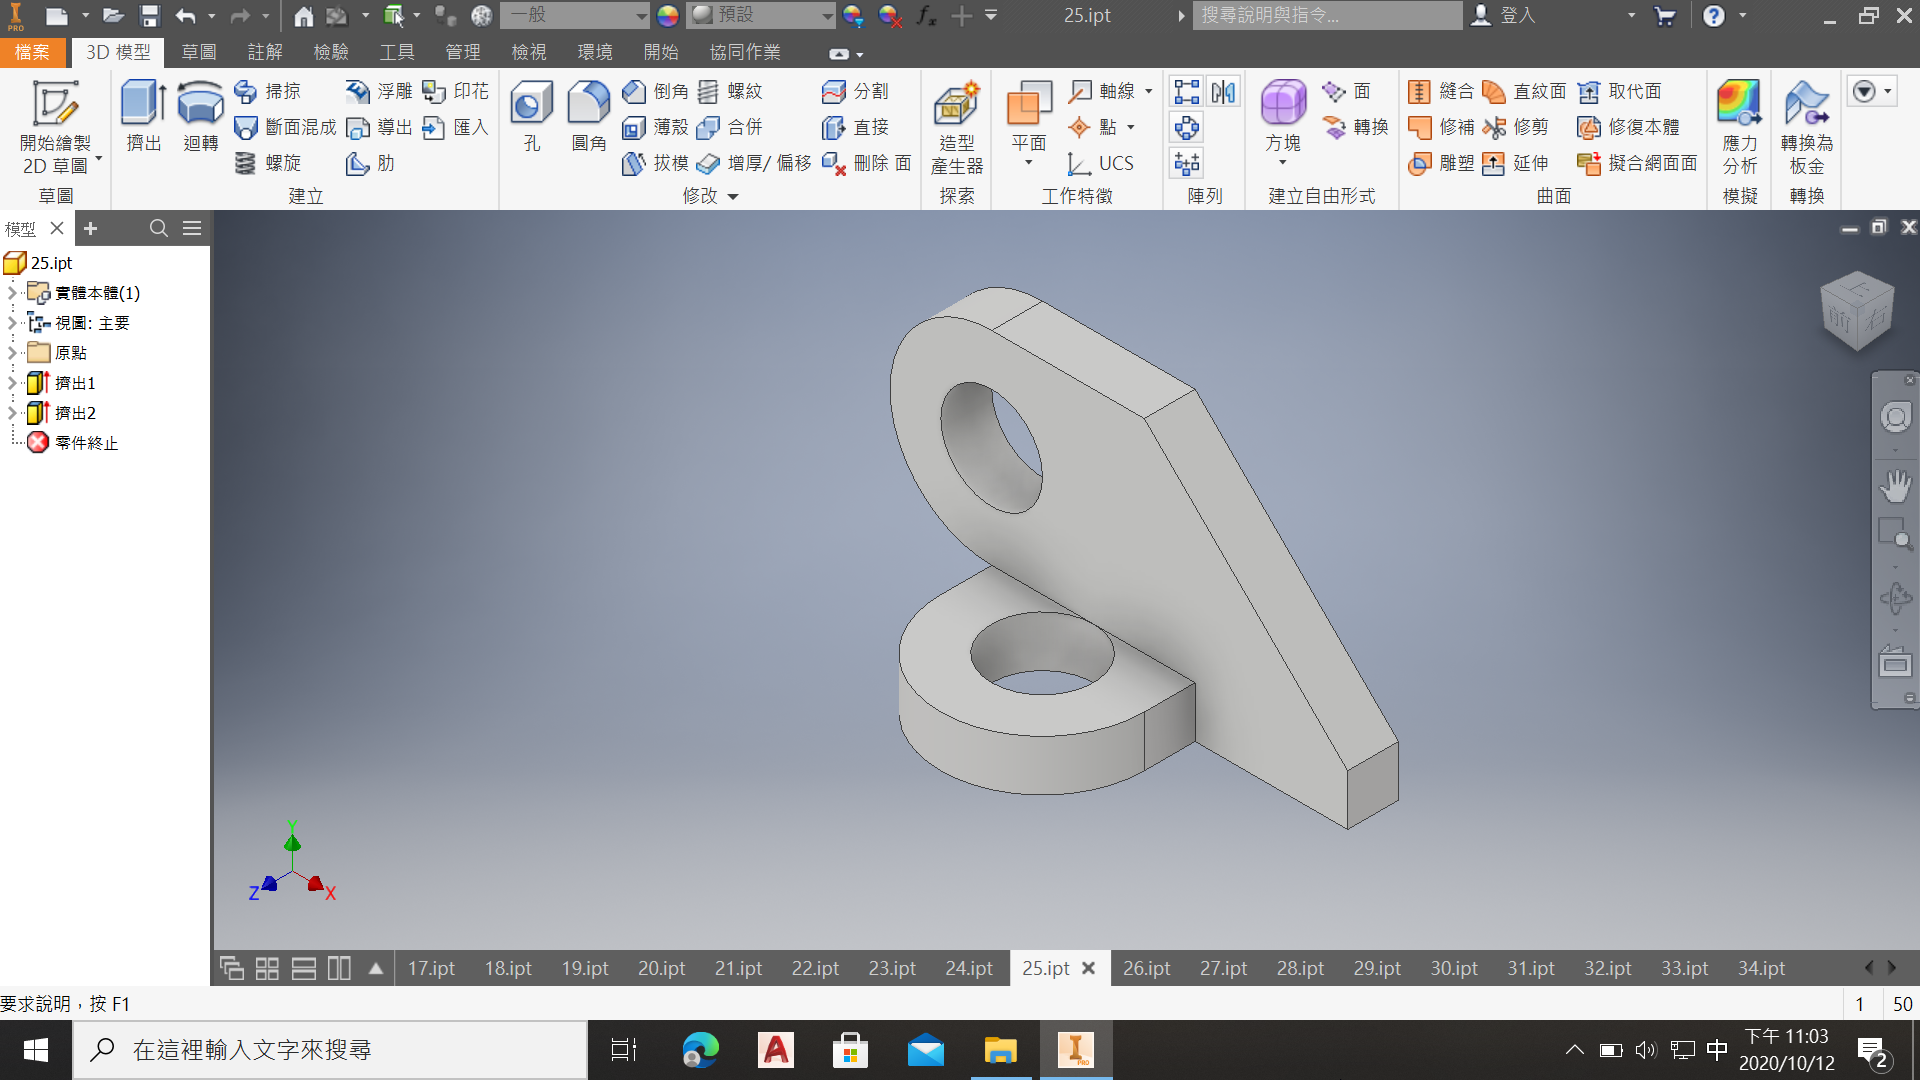 PRO 一般 預設 fx 25.ipt 搜尋說明與指令... 登入
檔案 3D 模型 草圖 註解 檢驗 工具 管理 檢視 環境 開始 協同作業
開始繪製
2D 草圖
草圖
擠出 迴轉 掃掠 浮雕 印花
斷面混成 導出 匯入
螺旋 肋
建立
孔 圓角 倒角 螺紋 分割
薄殼 合併 直接
拔模 增厚/ 偏移 刪除 面
修改
造型
產生器
探索
平面 軸線
點
UCS
工作特徵
陣列
方塊 面
轉換
建立自由形式
縫合 直紋面 取代面
修補 修剪 修復本體
雕塑 延伸 擬合網面面
曲面
應力
分析
模擬
轉換為
板金
轉換
模型
25.ipt
實體本體(1)
視圖: 主要
原點
擠出1
擠出2
零件終止
上
前 右
Y
Z X
17.ipt 18.ipt 19.ipt 20.ipt 21.ipt 22.ipt 23.ipt 24.ipt 25.ipt 26.ipt 27.ipt 28.ipt 29.ipt 30.ipt 31.ipt 32.ipt 33.ipt 34.ipt
要求說明，按 F1 1 50
在這裡輸入文字來搜尋 PRO 中 下午 11:03
2020/10/12 2